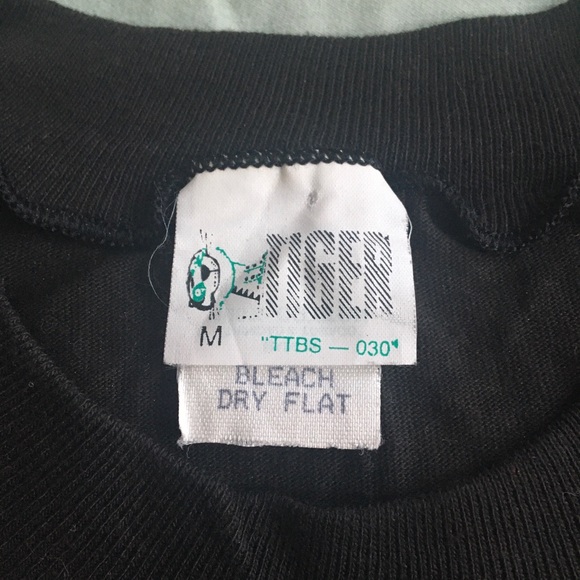 TIGER
M "TTBS — 030"
BLEACH
DRY FLAT